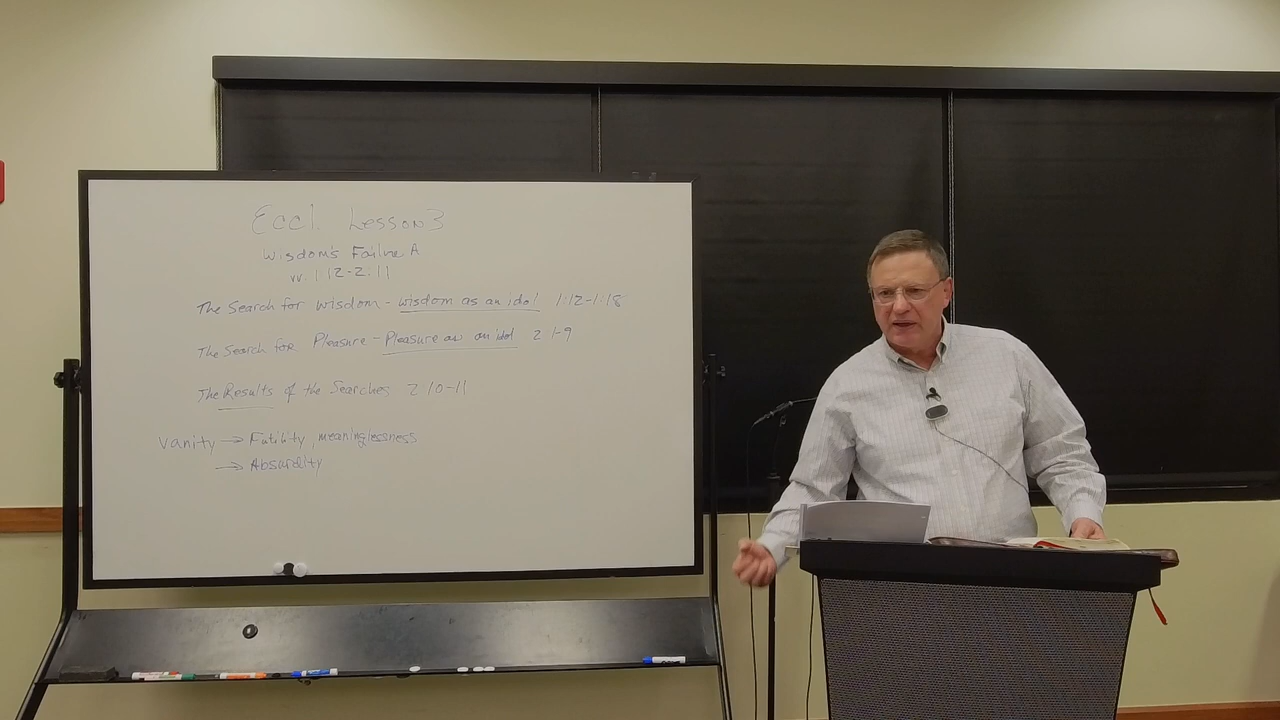 Eccl. Lesson 3
Wisdom's Failure A
vv. 1:12-2:11
The Search for wisdom - wisdom as an idol 1:12-1:18
The Search for Pleasure - Pleasure as an idol 2 1-9
The Results of the Searches 2 10-11
Vanity → Futility meaninglessness
→ Absurdity